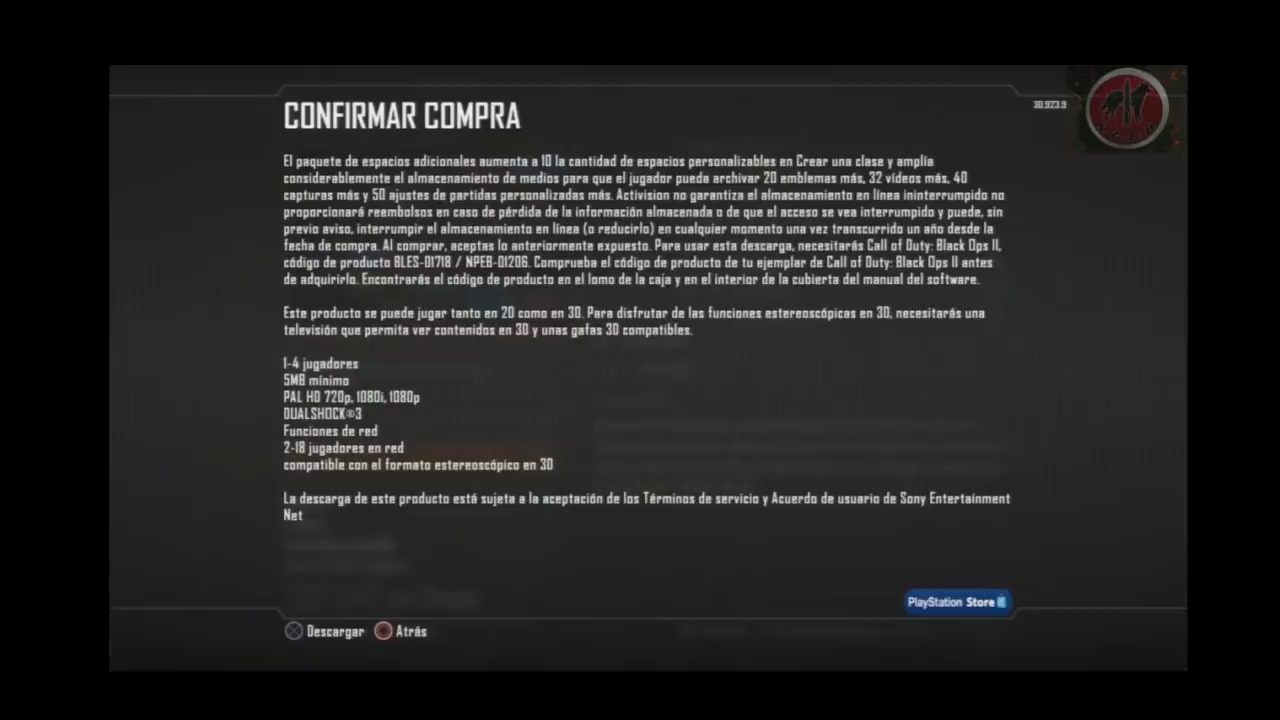 CONFIRMAR COMPRA
30.923.9
El paquete de espacios adicionales aumenta a 10 la cantidad de espacios personalizables en Crear una clase y amplía
considerablemente el almacenamiento de medios para que el jugador pueda archivar 20 emblemas más, 32 vídeos más, 40
capturas más y 50 ajustes de partidas personalizadas más. Activision no garantiza el almacenamiento en línea ininterrumpido no
proporcionará reembolsos en caso de pérdida de la información almacenada o de que el acceso se vea interrumpido y puede, sin
previo aviso, interrumpir el almacenamiento en línea (o reducirlo) en cualquier momento una vez transcurrido un año desde la
fecha de compra. Al comprar, aceptas lo anteriormente expuesto. Para usar esta descarga, necesitarás Call of Duty: Black Ops II,
código de producto BLES-01718 / NPEB-01206. Comprueba el código de producto de tu ejemplar de Call of Duty: Black Ops II antes
de adquirirlo. Encontrarás el código de producto en el lomo de la caja y en el interior de la cubierta del manual del software.
Este producto se puede jugar tanto en 2D como en 3D. Para disfrutar de las funciones estereoscópicas en 3D, necesitarás una
televisión que permita ver contenidos en 3D y unas gafas 3D compatibles.
1-4 jugadores
5MB mínimo
PAL HD 720p, 1080i, 1080p
DUALSHOCK®3
Funciones de red
2-18 jugadores en red
compatible con el formato estereoscópico en 3D
La descarga de este producto está sujeta a la aceptación de los Términos de servicio y Acuerdo de usuario de Sony Entertainment
Net
PlayStation Store
Descargar Atrás